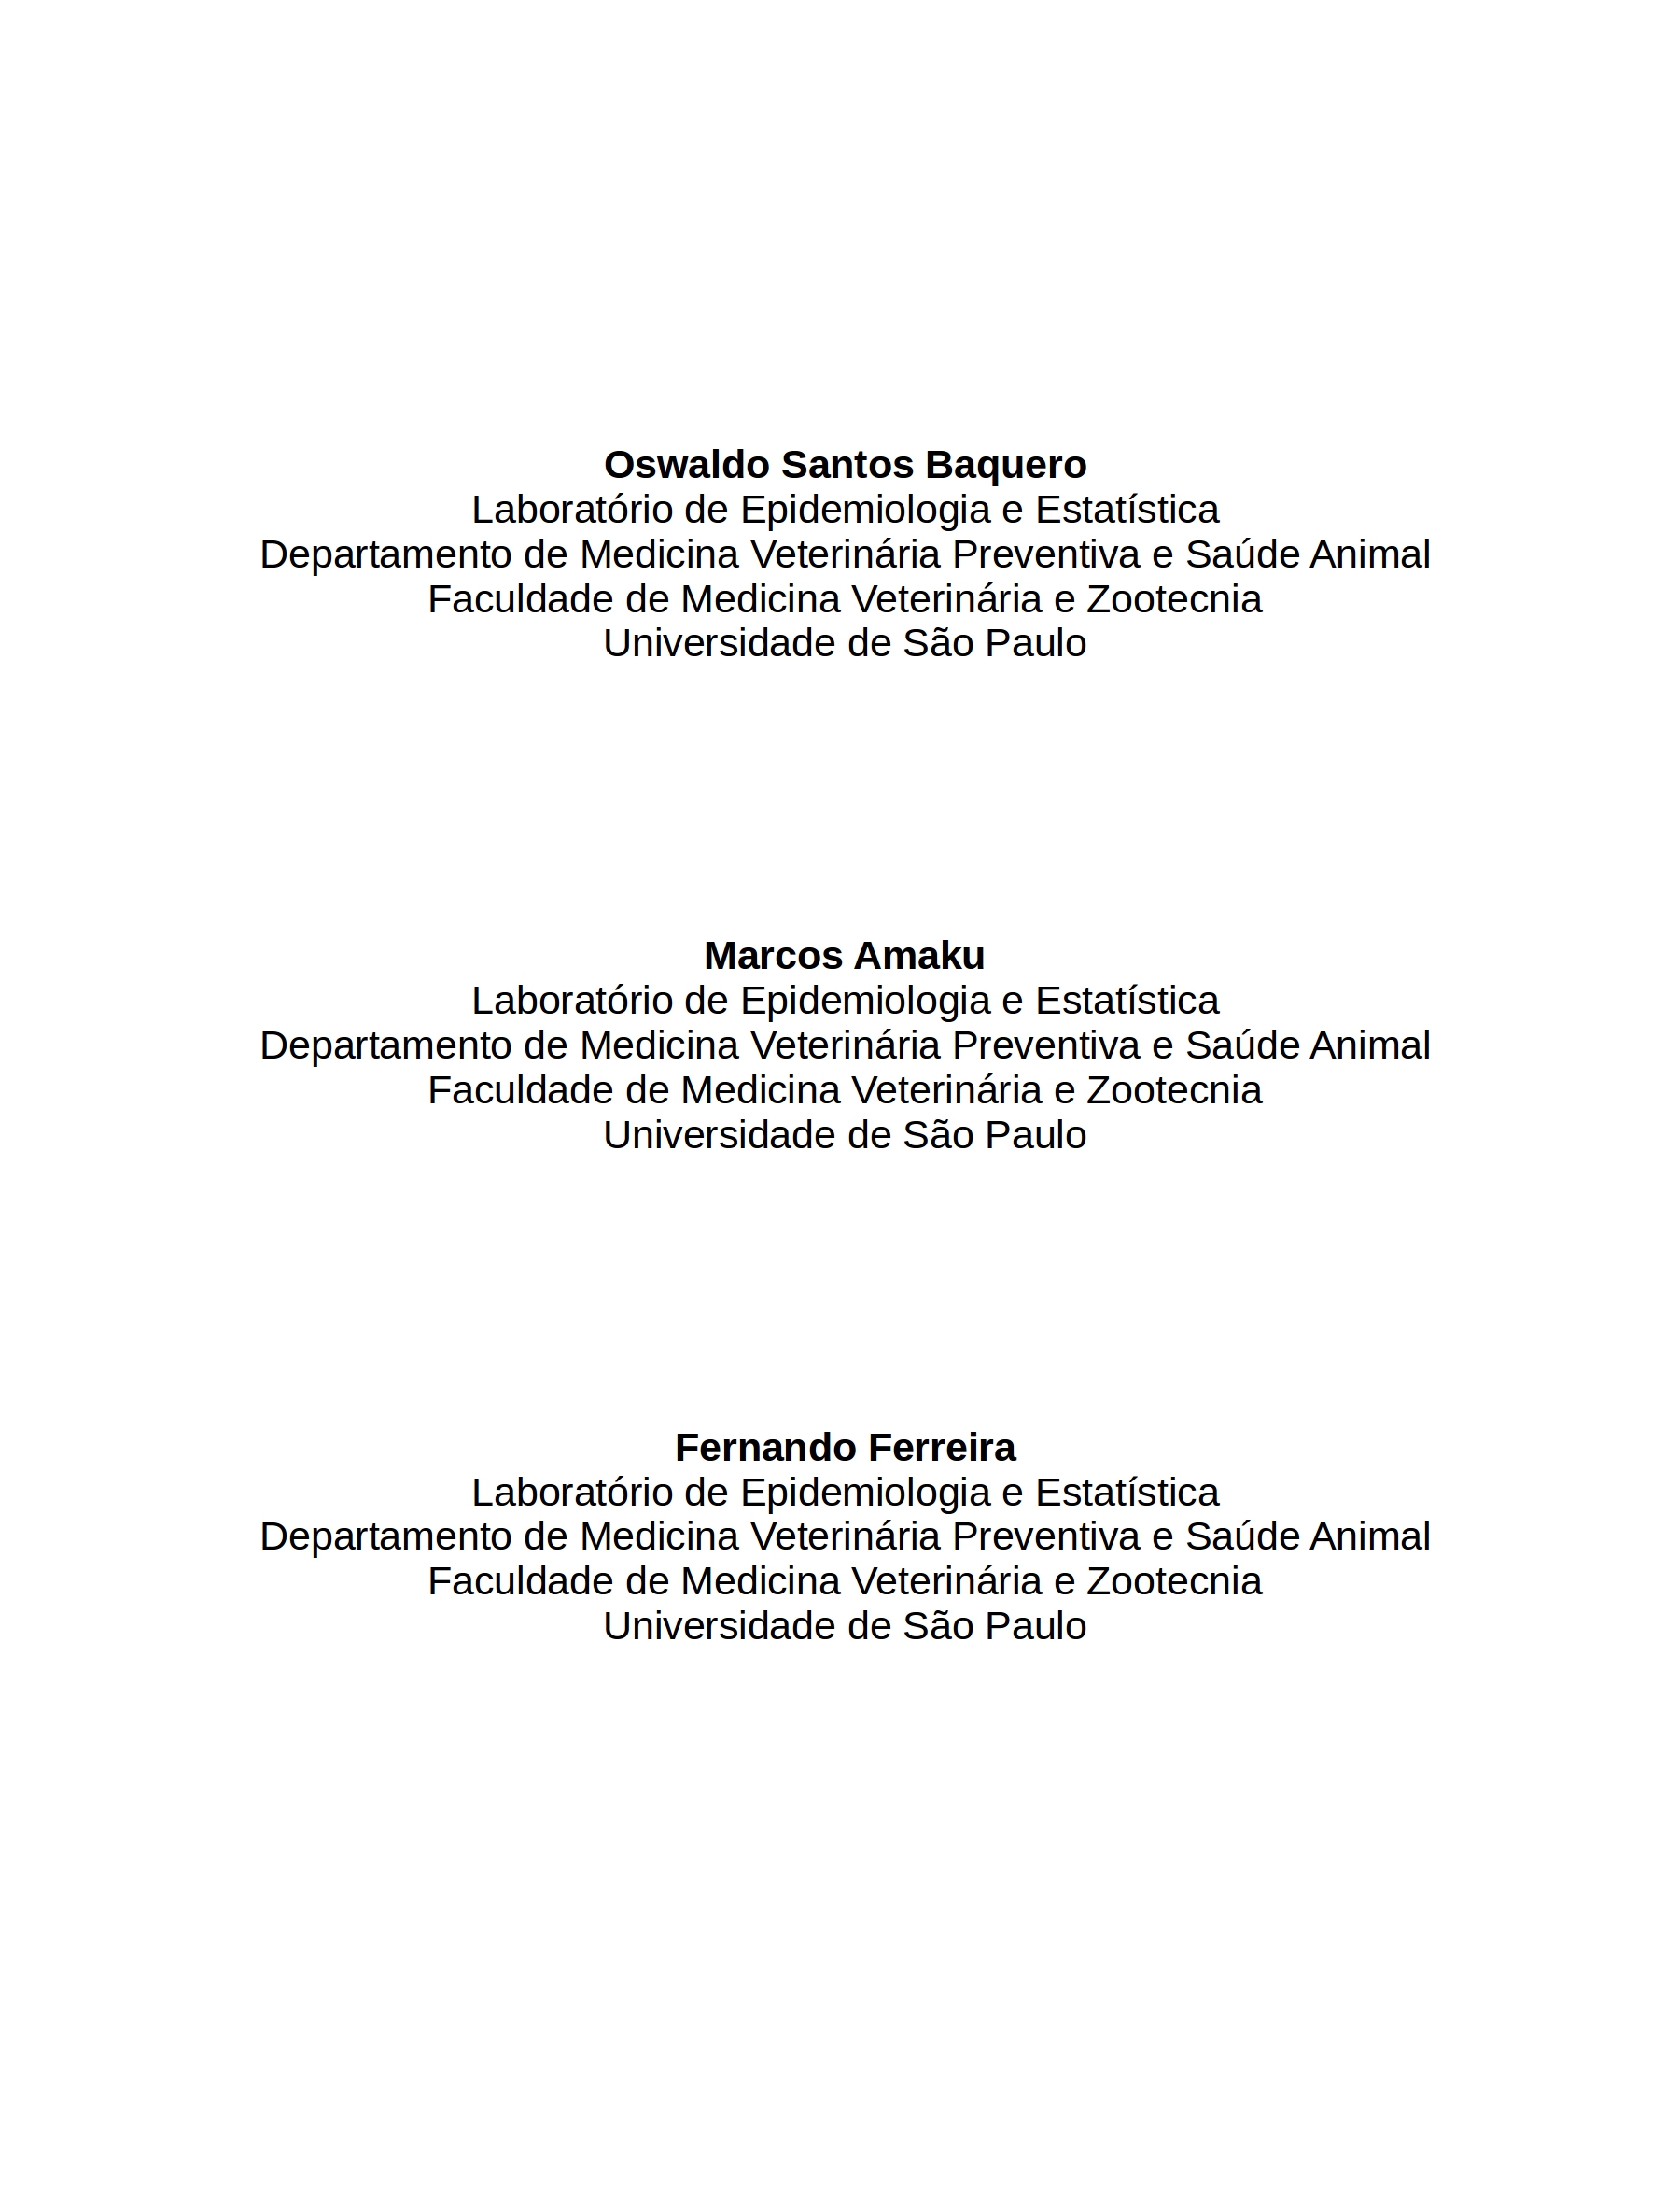 Oswaldo Santos Baquero
Laboratório de Epidemiologia e Estatística
Departamento de Medicina Veterinária Preventiva e Saúde Animal
Faculdade de Medicina Veterinária e Zootecnia
Universidade de São Paulo
Marcos Amaku
Laboratório de Epidemiologia e Estatística
Departamento de Medicina Veterinária Preventiva e Saúde Animal
Faculdade de Medicina Veterinária e Zootecnia
Universidade de São Paulo
Fernando Ferreira
Laboratório de Epidemiologia e Estatística
Departamento de Medicina Veterinária Preventiva e Saúde Animal
Faculdade de Medicina Veterinária e Zootecnia
Universidade de São Paulo